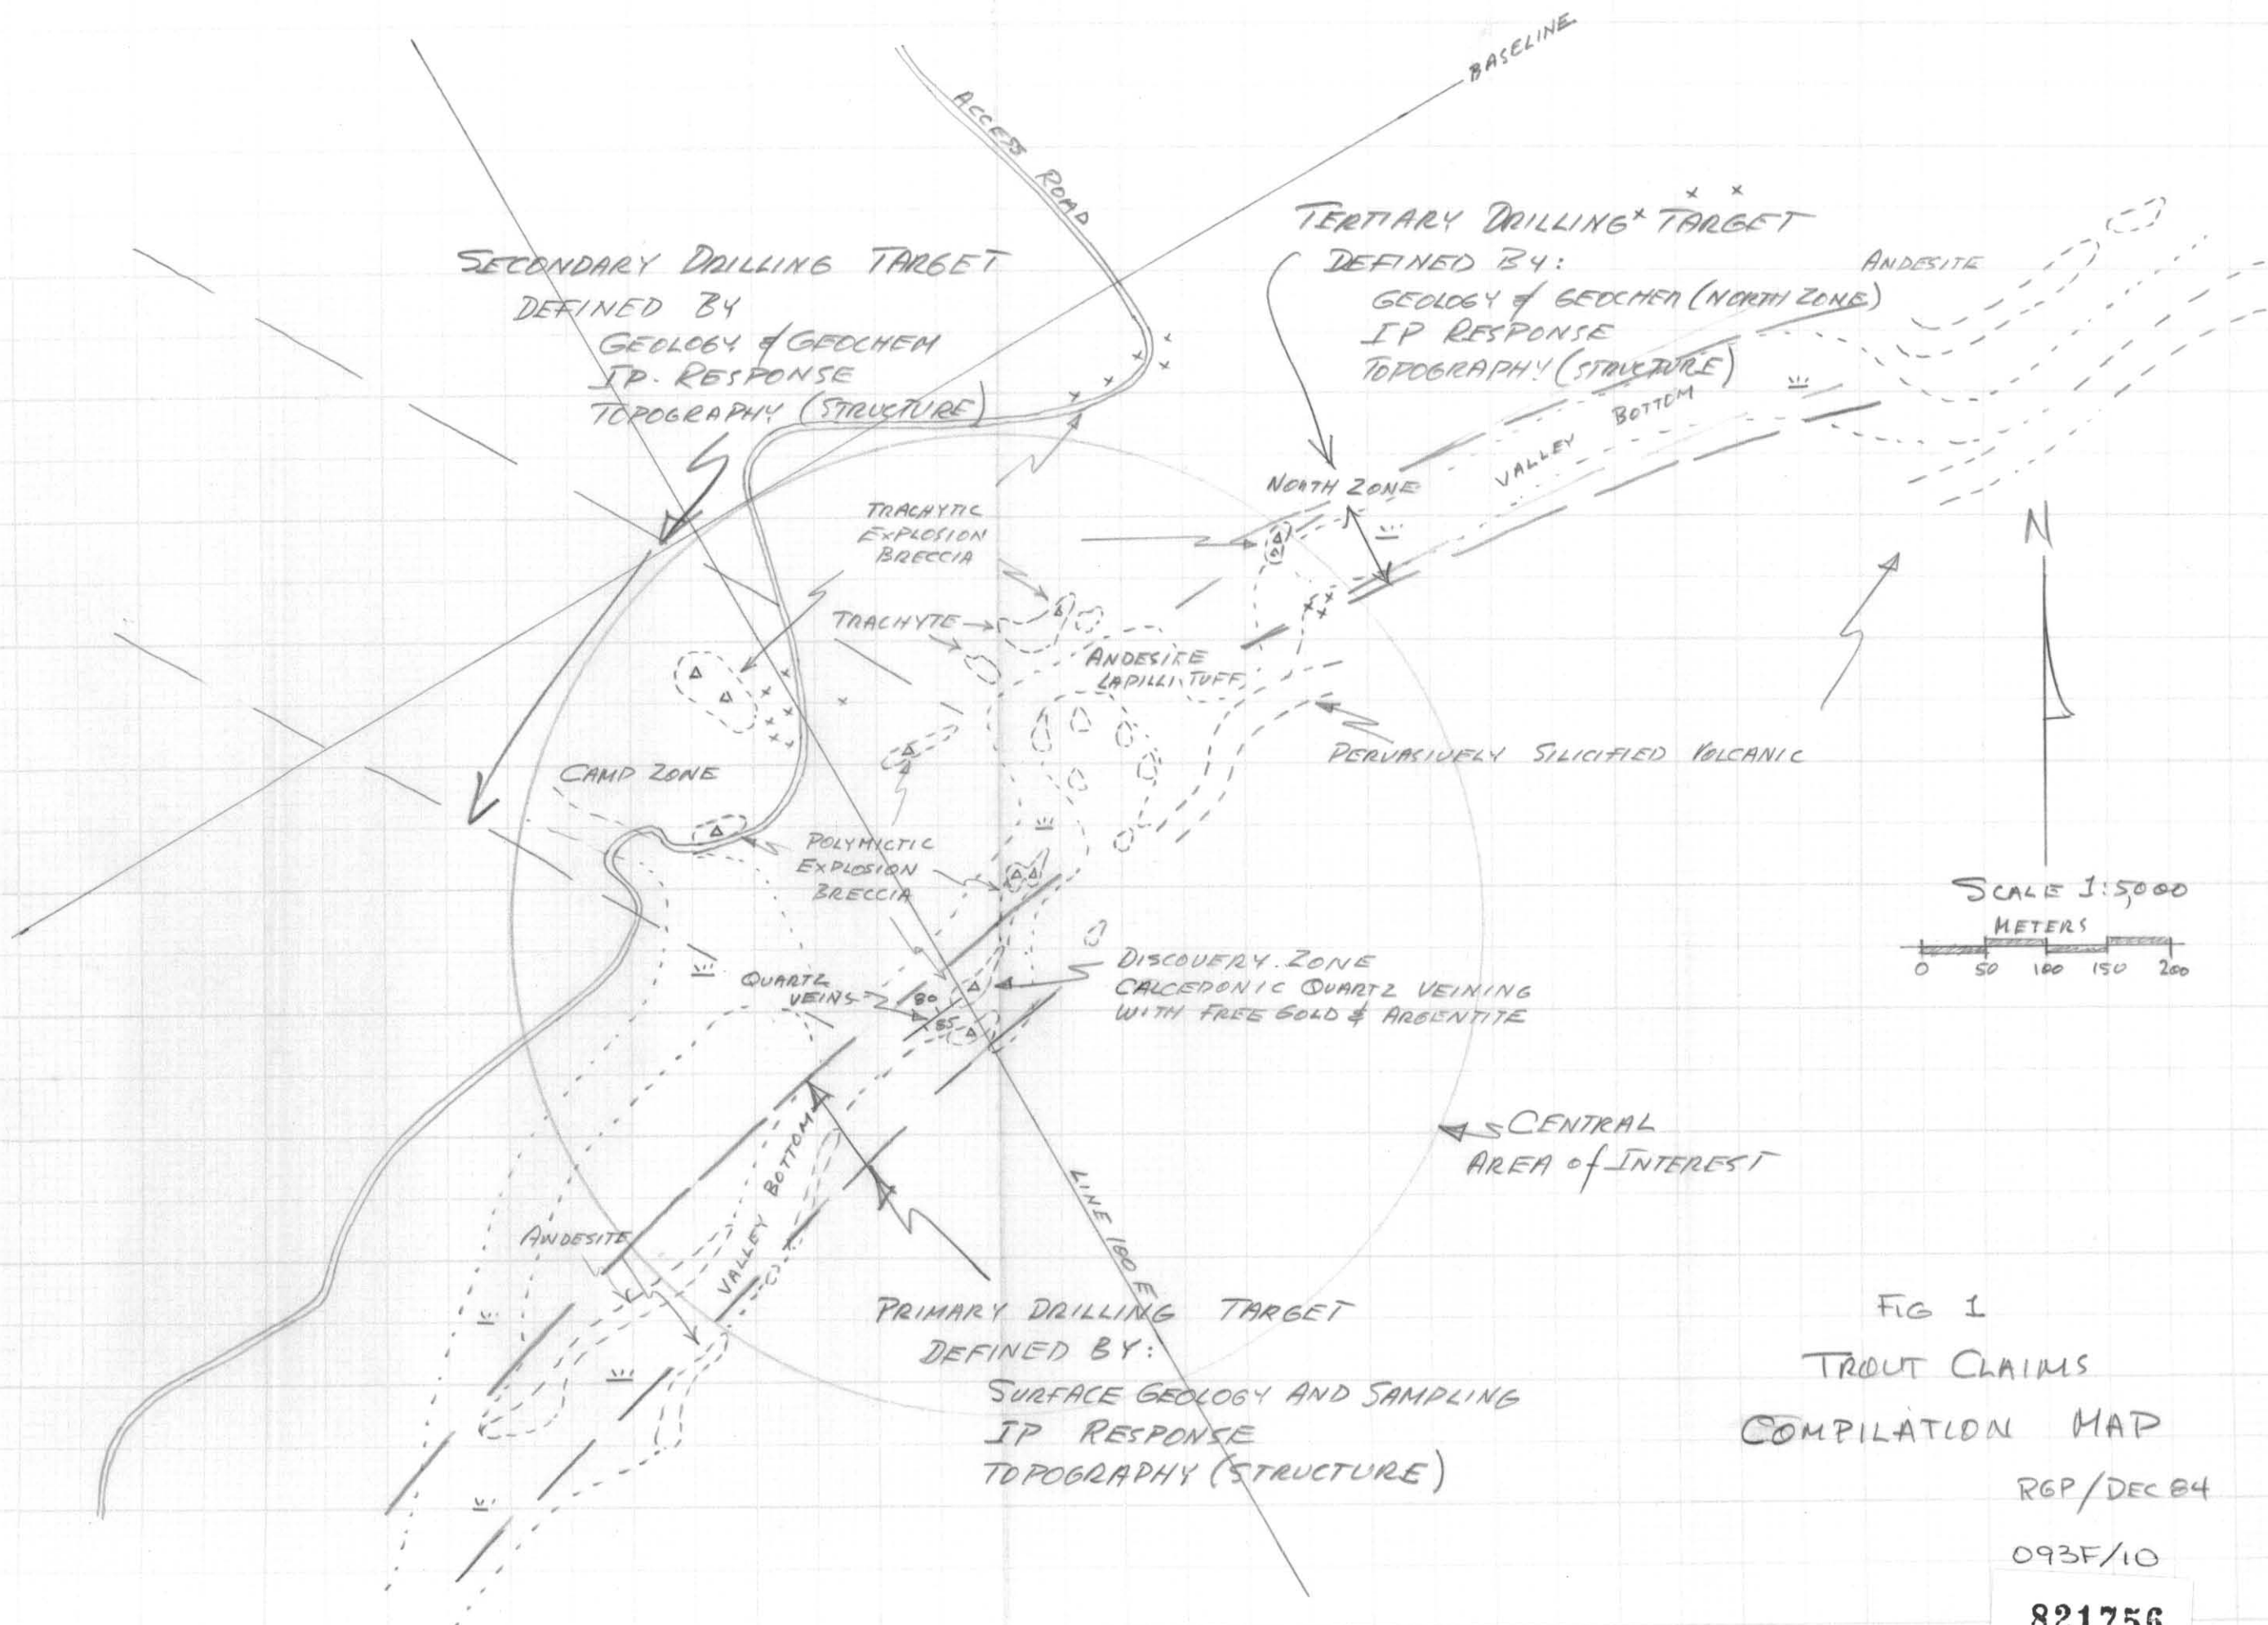 BASELINE
ACCESS ROAD
SECONDARY DRILLING TARGET
DEFINED BY
GEOLOGY & GEOCHEM
IP. RESPONSE
TOPOGRAPHY (STRUCTURE)
TERTIARY DRILLING TARGET
DEFINED BY:
GEOLOGY & GEOCHEM (NORTH ZONE)
IP RESPONSE
TOPOGRAPHY (STRUCTURE)
ANDESITE
VALLEY BOTTOM
NORTH ZONE
TRACHYTIC
EXPLOSION
BRECCIA
TRACHYTE
ANDESITE
LAPILLI TUFF
PERVASIVELY SILICIFIED VOLCANIC
N
CAMP ZONE
POLYMICTIC
EXPLOSION
BRECCIA
SCALE 1:5,000
METERS
0 50 100 150 200
QUARTZ
VEINS
80
85
DISCOVERY ZONE
CALCEDONIC QUARTZ VEINING
WITH FREE GOLD & ARGENTITE
CENTRAL
AREA of INTEREST
VALLEY BOTTOM
LINE 100 E
ANDESITE
PRIMARY DRILLING TARGET
DEFINED BY:
SURFACE GEOLOGY AND SAMPLING
IP RESPONSE
TOPOGRAPHY (STRUCTURE)
FIG 1
TROUT CLAIMS
COMPILATION MAP
RGP/DEC 84
093F/10
821756